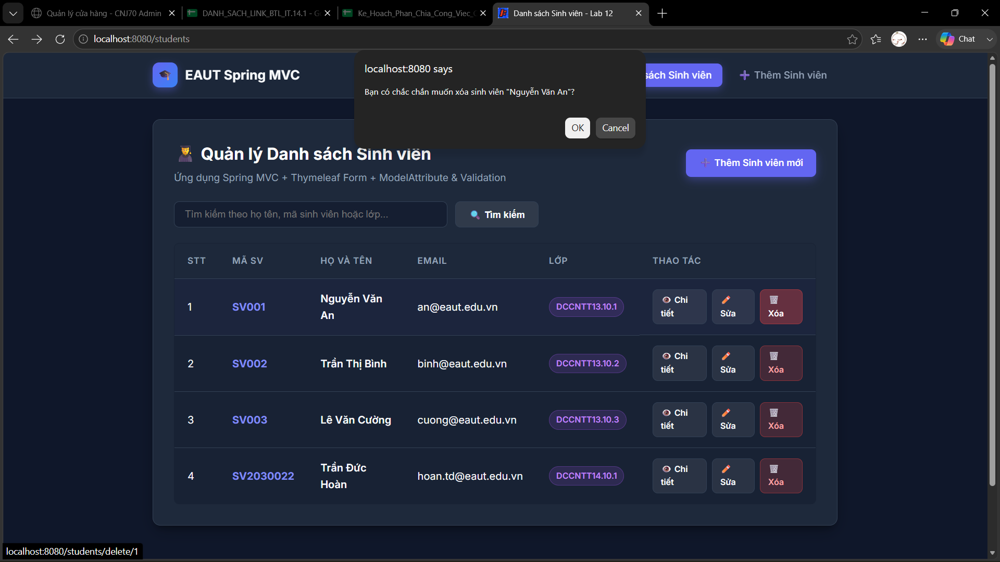 Quản lý cửa hàng - CNJ70 Admin
DANH_SACH_LINK_BTL_IT.14.1 - G
Ke_Hoach_Phan_Chia_Cong_Viec_
Danh sách Sinh viên - Lab 12
localhost:8080/students
Chat
EAUT Spring MVC
sách Sinh viên
Thêm Sinh viên
localhost:8080 says
Bạn có chắc chắn muốn xóa sinh viên "Nguyễn Văn An"?
OK
Cancel
Quản lý Danh sách Sinh viên
Ứng dụng Spring MVC + Thymeleaf Form + ModelAttribute & Validation
Thêm Sinh viên mới
Tìm kiếm theo họ tên, mã sinh viên hoặc lớp...
Tìm kiếm
STT MÃ SV HỌ VÀ TÊN EMAIL LỚP THAO TÁC
1 SV001 Nguyễn Văn An an@eaut.edu.vn DCCNTT13.10.1 Chi tiết Sửa Xóa
2 SV002 Trần Thị Bình binh@eaut.edu.vn DCCNTT13.10.2 Chi tiết Sửa Xóa
3 SV003 Lê Văn Cường cuong@eaut.edu.vn DCCNTT13.10.3 Chi tiết Sửa Xóa
4 SV2030022 Trần Đức Hoàn hoan.td@eaut.edu.vn DCCNTT14.10.1 Chi tiết Sửa Xóa
localhost:8080/students/delete/1